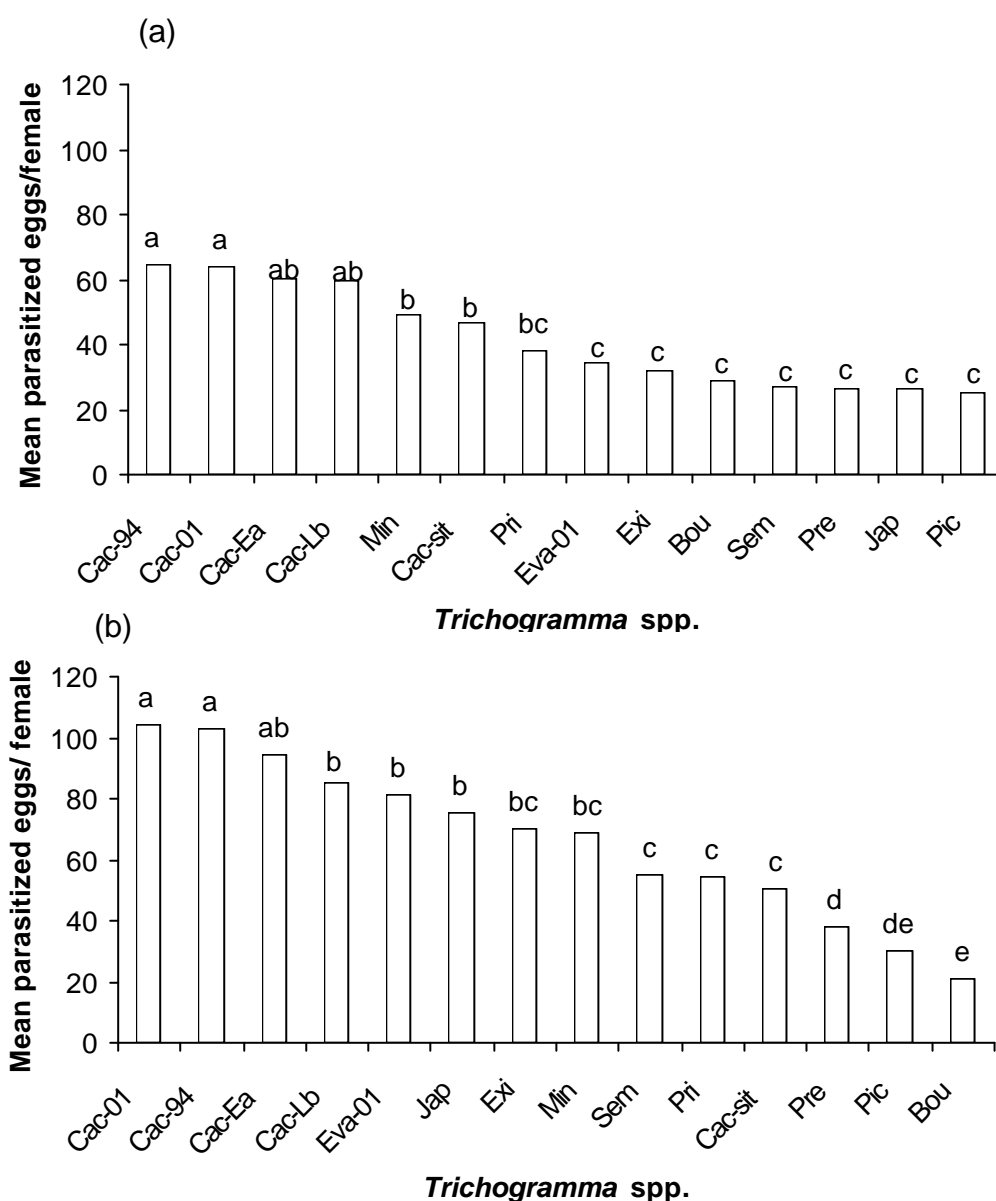 (a)
Mean parasitized eggs/female
120
100
80
60
40
20
0
a a ab ab b b bc c c c c c c c
Cac-94 Cac-01 Cac-Ea Cac-Lb Min Cac-sit Pri Eva-01 Exi Bou Sem Pre Jap Pic
Trichogramma spp.
(b)
Mean parasitized eggs/ female
120
100
80
60
40
20
0
a a ab b b b bc bc c c c d de e
Cac-01 Cac-94 Cac-Ea Cac-Lb Eva-01 Jap Exi Min Sem Pri Cac-sit Pre Pic Bou
Trichogramma spp.